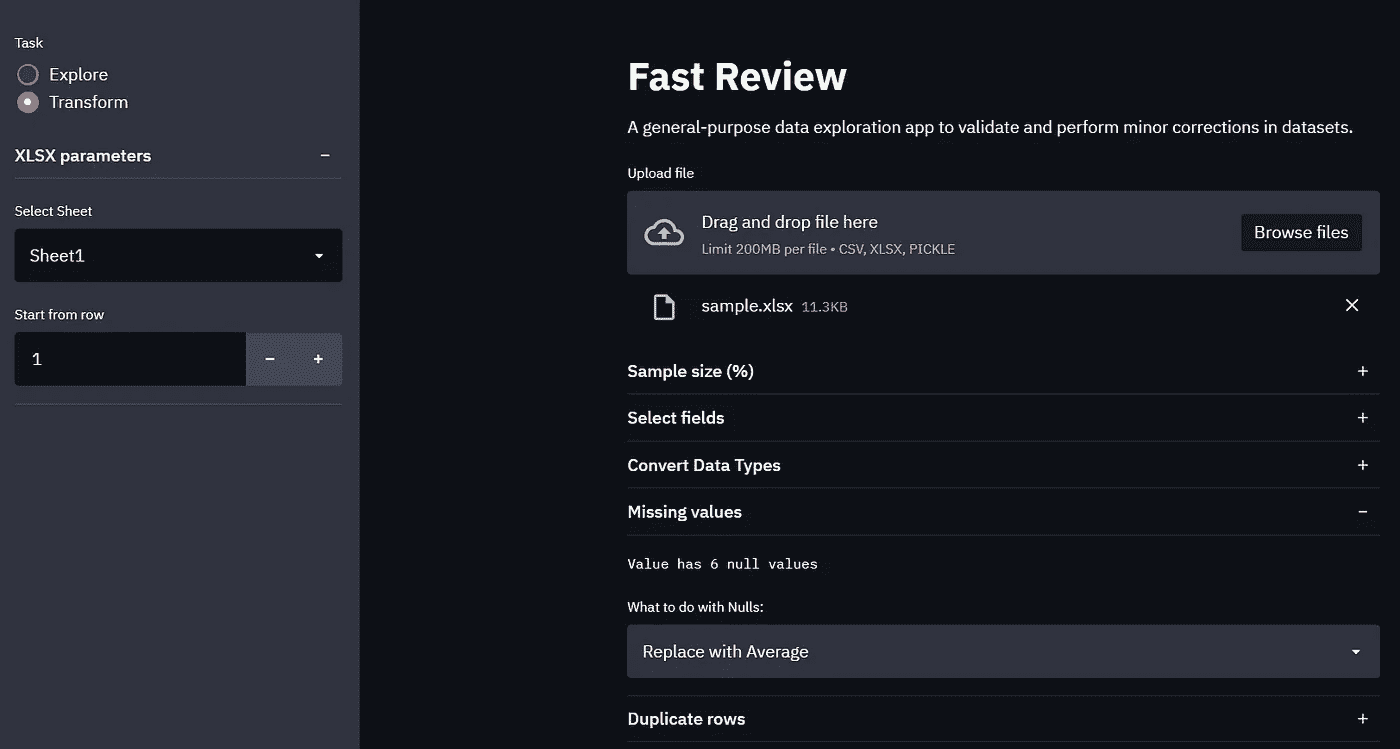 Task
Explore
Transform
XLSX parameters −
Select Sheet
Sheet1
Start from row
1 − +
Fast Review
A general-purpose data exploration app to validate and perform minor corrections in datasets.
Upload file
Drag and drop file here
Limit 200MB per file • CSV, XLSX, PICKLE
Browse files
sample.xlsx 11.3KB
Sample size (%) +
Select fields +
Convert Data Types +
Missing values −
Value has 6 null values
What to do with Nulls:
Replace with Average
Duplicate rows +